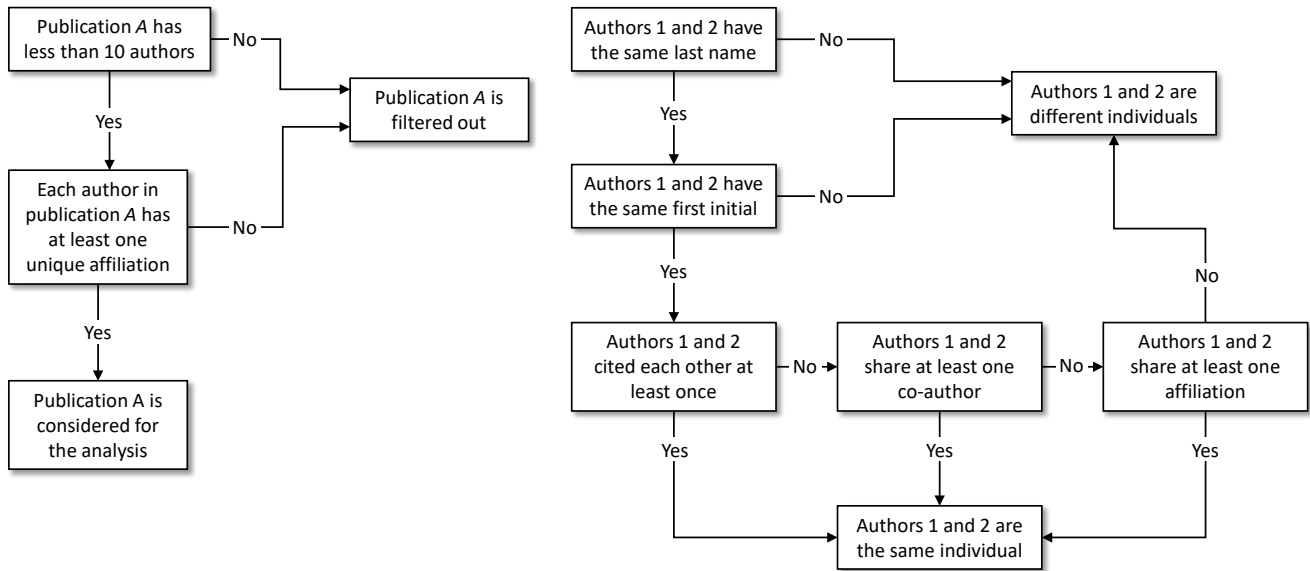 Publication A has
less than 10 authors
No
Yes
Publication A is
filtered out
Each author in
publication A has
at least one
unique affiliation
No
Yes
Publication A is
considered for
the analysis
Authors 1 and 2 have
the same last name
No
Yes
Authors 1 and 2 are
different individuals
Authors 1 and 2 have
the same first initial
No
Yes
Authors 1 and 2
cited each other at
least once
No
Authors 1 and 2
share at least one
co-author
No
Authors 1 and 2
share at least one
affiliation
No
Yes
Yes
Yes
Authors 1 and 2 are
the same individual